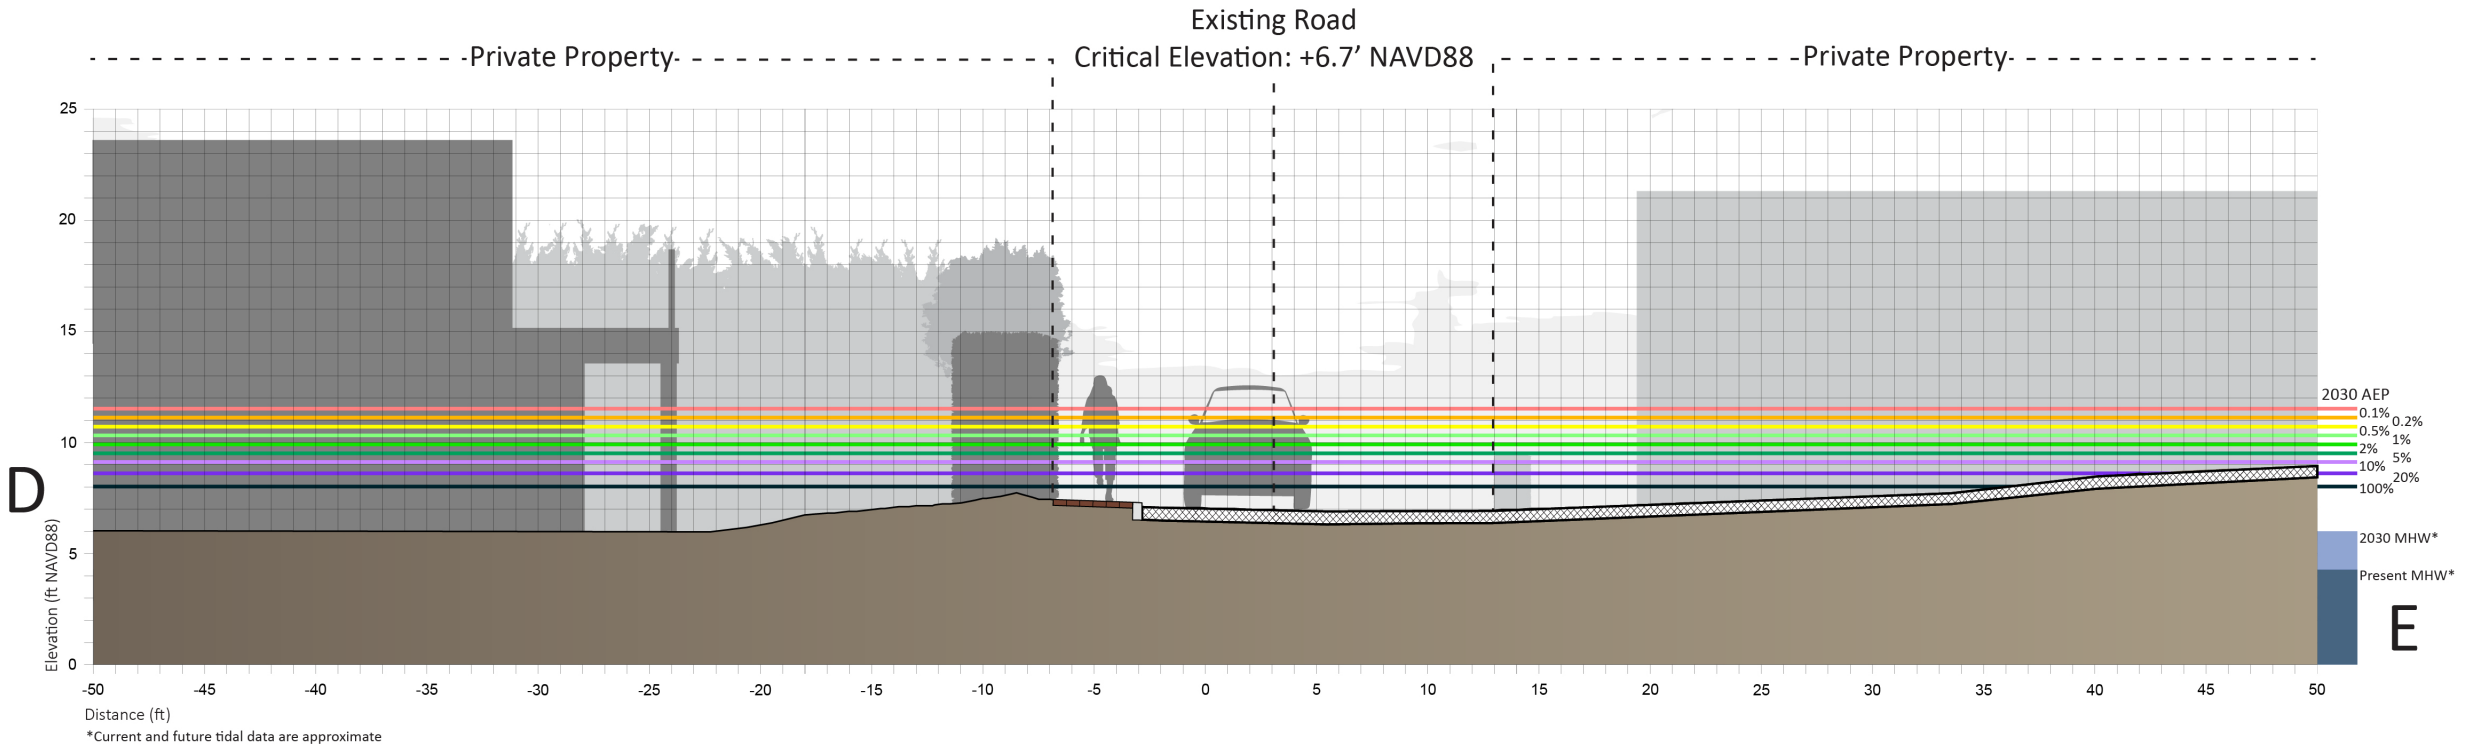 Existing Road
Private Property
Critical Elevation: +6.7’ NAVD88
Private Property
25
20
15
10
5
0
Elevation (ft NAVD88)
D
2030 AEP
0.1%
0.2%
0.5%
1%
2%
5%
10%
20%
100%
2030 MHW*
Present MHW*
E
-50 -45 -40 -35 -30 -25 -20 -15 -10 -5 0 5 10 15 20 25 30 35 40 45 50
Distance (ft)
*Current and future tidal data are approximate